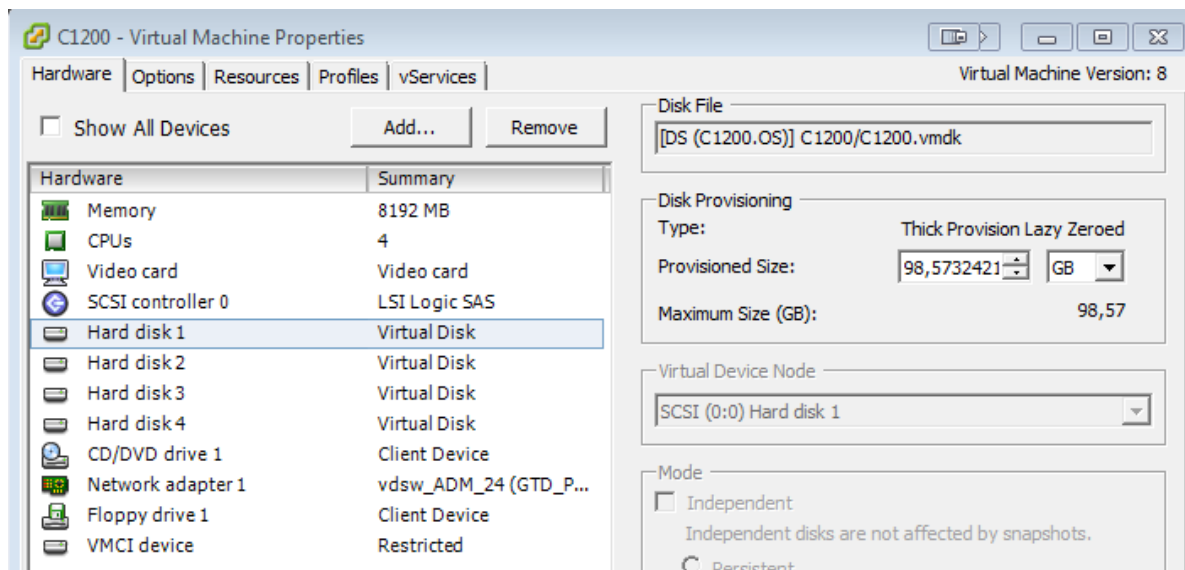 C1200 - Virtual Machine Properties
Hardware Options Resources Profiles vServices
Virtual Machine Version: 8
Show All Devices
Add...
Remove
Hardware Summary
Memory 8192 MB
CPUs 4
Video card Video card
SCSI controller 0 LSI Logic SAS
Hard disk 1 Virtual Disk
Hard disk 2 Virtual Disk
Hard disk 3 Virtual Disk
Hard disk 4 Virtual Disk
CD/DVD drive 1 Client Device
Network adapter 1 vdsw_ADM_24 (GTD_P...
Floppy drive 1 Client Device
VMCI device Restricted
Disk File
[DS (C1200.OS)] C1200/C1200.vmdk
Disk Provisioning
Type: Thick Provision Lazy Zeroed
Provisioned Size: 98,5732421 GB
Maximum Size (GB): 98,57
Virtual Device Node
SCSI (0:0) Hard disk 1
Mode
Independent
Independent disks are not affected by snapshots.
Persistent